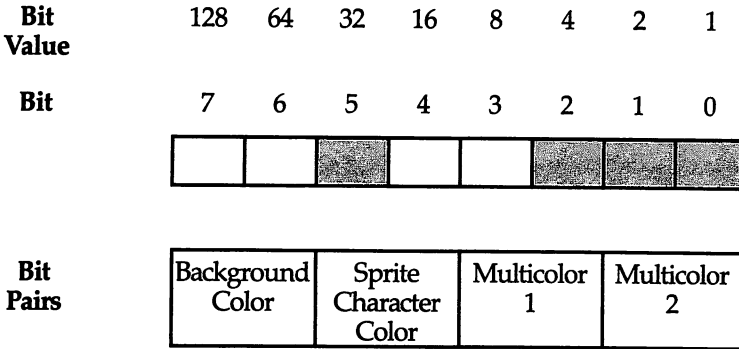 Bit Value 128 64 32 16 8 4 2 1
Bit 7 6 5 4 3 2 1 0
Bit Pairs
Background Color
Sprite Character Color
Multicolor 1
Multicolor 2